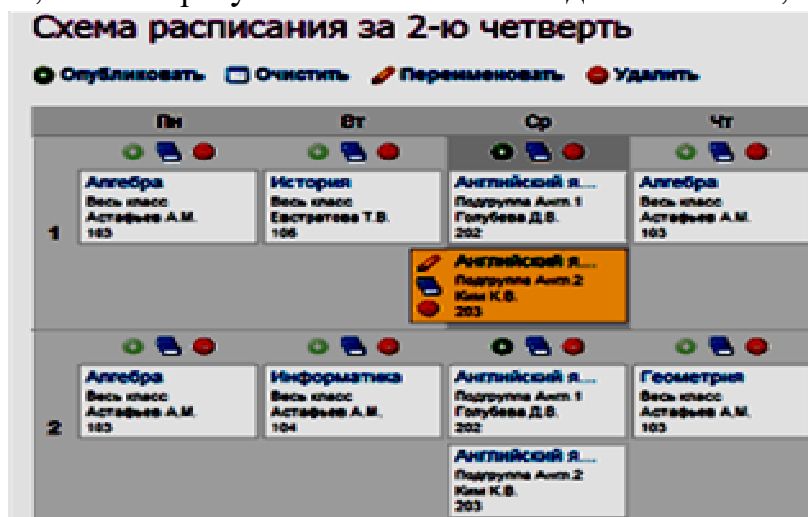 Схема расписания за 2-ю четверть
Опубликовать Очистить Переименовать Удалить
Пн Вт Ср Чт
1
Алгебра
Весь класс
Астафьев А.М.
103
История
Весь класс
Евстратова Т.В.
106
Английский я...
Подгруппа Англ.1
Голубева Д.В.
202
Алгебра
Весь класс
Астафьев А.М.
103
Английский я...
Подгруппа Англ.2
Ким К.В.
203
2
Алгебра
Весь класс
Астафьев А.М.
103
Информатика
Весь класс
Астафьев А.М.
104
Английский я...
Подгруппа Англ.1
Голубева Д.В.
202
Геометрия
Весь класс
Астафьев А.М.
103
Английский я...
Подгруппа Англ.2
Ким К.В.
203